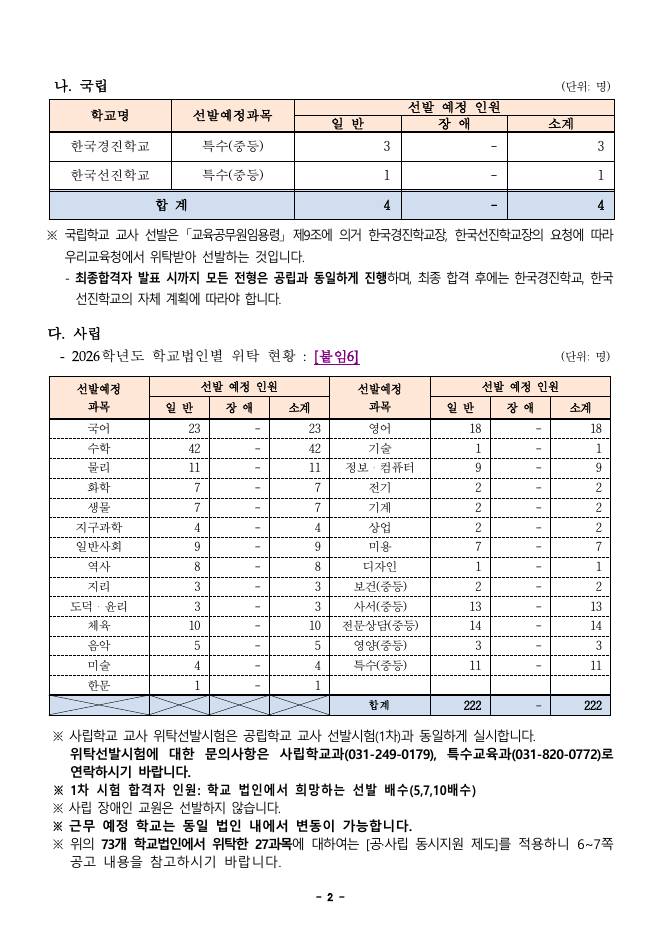 나. 국립 (단위: 명)
학교명 선발예정과목 선발 예정 인원
일 반 장 애 소계
한국경진학교 특수(중등) 3 - 3
한국선진학교 특수(중등) 1 - 1
합 계 4 - 4
※ 국립학교 교사 선발은「교육공무원임용령」제9조에 의거 한국경진학교장, 한국선진학교장의 요청에 따라
우리교육청에서 위탁받아 선발하는 것입니다.
- 최종합격자 발표 시까지 모든 전형은 공립과 동일하게 진행하며, 최종 합격 후에는 한국경진학교, 한국
선진학교의 자체 계획에 따라야 합니다.
다. 사립
- 2026학년도 학교법인별 위탁 현황 : [붙임6] (단위: 명)
선발예정 과목 선발 예정 인원 선발예정 과목 선발 예정 인원
일 반 장 애 소계 일 반 장 애 소계
국어 23 - 23 영어 18 - 18
수학 42 - 42 기술 1 - 1
물리 11 - 11 정보·컴퓨터 9 - 9
화학 7 - 7 전기 2 - 2
생물 7 - 7 기계 2 - 2
지구과학 4 - 4 상업 2 - 2
일반사회 9 - 9 미용 7 - 7
역사 8 - 8 디자인 1 - 1
지리 3 - 3 보건(중등) 2 - 2
도덕·윤리 3 - 3 사서(중등) 13 - 13
체육 10 - 10 전문상담(중등) 14 - 14
음악 5 - 5 영양(중등) 3 - 3
미술 4 - 4 특수(중등) 11 - 11
한문 1 - 1
합계 222 - 222
※ 사립학교 교사 위탁선발시험은 공립학교 교사 선발시험(1차)과 동일하게 실시합니다.
위탁선발시험에 대한 문의사항은 사립학교과(031-249-0179), 특수교육과(031-820-0772)로
연락하시기 바랍니다.
※ 1차 시험 합격자 인원: 학교 법인에서 희망하는 선발 배수(5,7,10배수)
※ 사립 장애인 교원은 선발하지 않습니다.
※ 근무 예정 학교는 동일 법인 내에서 변동이 가능합니다.
※ 위의 73개 학교법인에서 위탁한 27과목에 대하여는 [공·사립 동시지원 제도]를 적용하니 6~7쪽
공고 내용을 참고하시기 바랍니다.
- 2 -